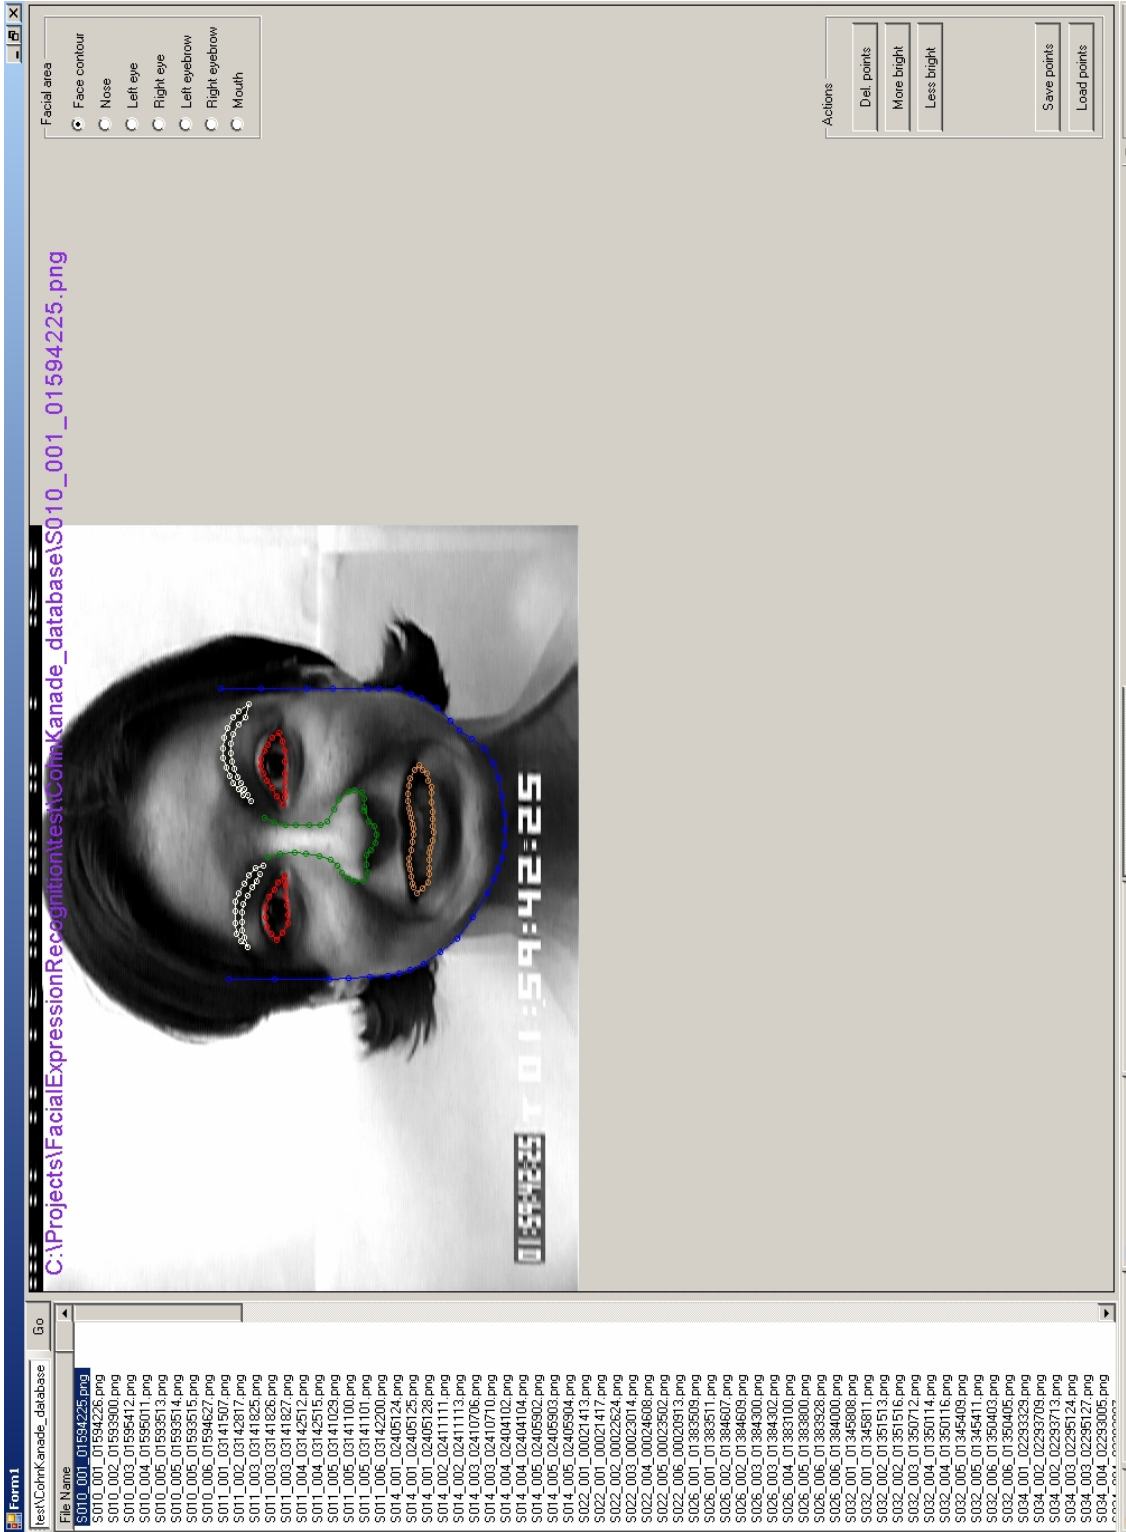 Form1
test\CohnKanade_database
Go
File Name
S010_001_01594225.png
S010_001_01594226.png
S010_002_01593900.png
S010_003_01595412.png
S010_004_01595011.png
S010_005_01593513.png
S010_005_01593514.png
S010_005_01593515.png
S010_006_01594627.png
S011_001_03141507.png
S011_002_03142817.png
S011_003_03141825.png
S011_003_03141826.png
S011_003_03141827.png
S011_004_03142512.png
S011_004_03142515.png
S011_005_03141029.png
S011_005_03141100.png
S011_005_03141101.png
S011_006_03142200.png
S014_001_02405124.png
S014_001_02405125.png
S014_001_02405128.png
S014_002_02411111.png
S014_002_02411113.png
S014_003_02410706.png
S014_003_02410710.png
S014_004_02404102.png
S014_004_02404104.png
S014_005_02405902.png
S014_005_02405903.png
S014_005_02405904.png
S022_001_00021413.png
S022_001_00021417.png
S022_002_00022624.png
S022_003_00023014.png
S022_004_00024608.png
S022_005_00023502.png
S022_006_00020913.png
S026_001_01383509.png
S026_001_01383511.png
S026_002_01384607.png
S026_002_01384609.png
S026_003_01384300.png
S026_003_01384302.png
S026_004_01383100.png
S026_005_01383800.png
S026_006_01383928.png
S026_006_01384000.png
S032_001_01345808.png
S032_001_01345811.png
S032_002_01351513.png
S032_002_01351516.png
S032_003_01350712.png
S032_004_01350114.png
S032_004_01350116.png
S032_005_01345409.png
S032_005_01345411.png
S032_006_01350403.png
S032_006_01350405.png
S034_001_02293329.png
S034_002_02293709.png
S034_002_02293713.png
S034_003_02295124.png
S034_003_02295127.png
S034_004_02293005.png
C:\Projects\FacialExpressionRecognition\test\CohnKanade_database\S010_001_01594225.png
01:59:42:25
T 01:59:42:25
Facial area
Face contour
Nose
Left eye
Right eye
Left eyebrow
Right eyebrow
Mouth
Actions
Del. points
More bright
Less bright
Save points
Load points